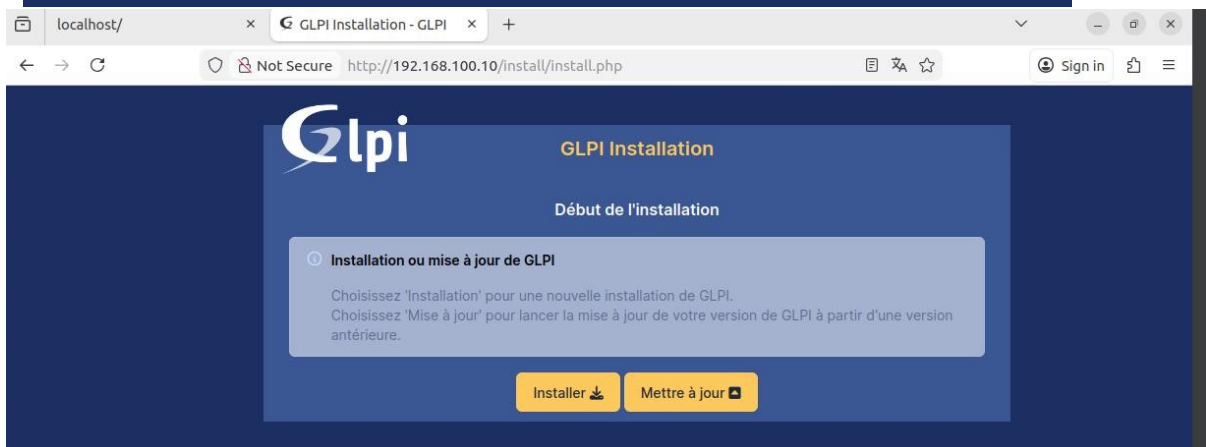 localhost/
GLPI Installation - GLPI
Not Secure http://192.168.100.10/install/install.php
Sign in
Glpi
GLPI Installation
Début de l'installation
Installation ou mise à jour de GLPI
Choisissez 'Installation' pour une nouvelle installation de GLPI.
Choisissez 'Mise à jour' pour lancer la mise à jour de votre version de GLPI à partir d'une version
antérieure.
Installer
Mettre à jour